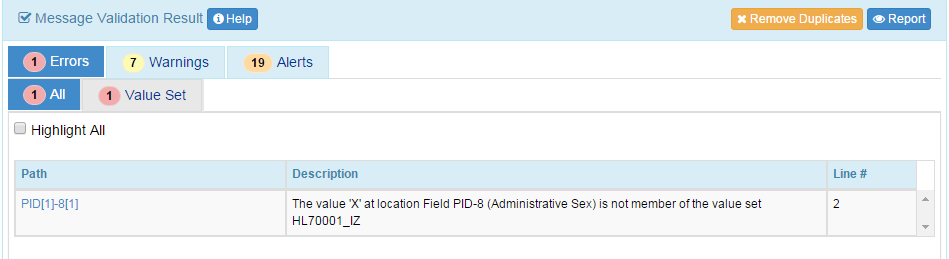 Message Validation Result Help Remove Duplicates Report
1 Errors 7 Warnings 19 Alerts
1 All 1 Value Set
Highlight All
Path Description Line #
PID[1]-8[1] The value 'X' at location Field PID-8 (Administrative Sex) is not member of the value set 2
HL70001_IZ